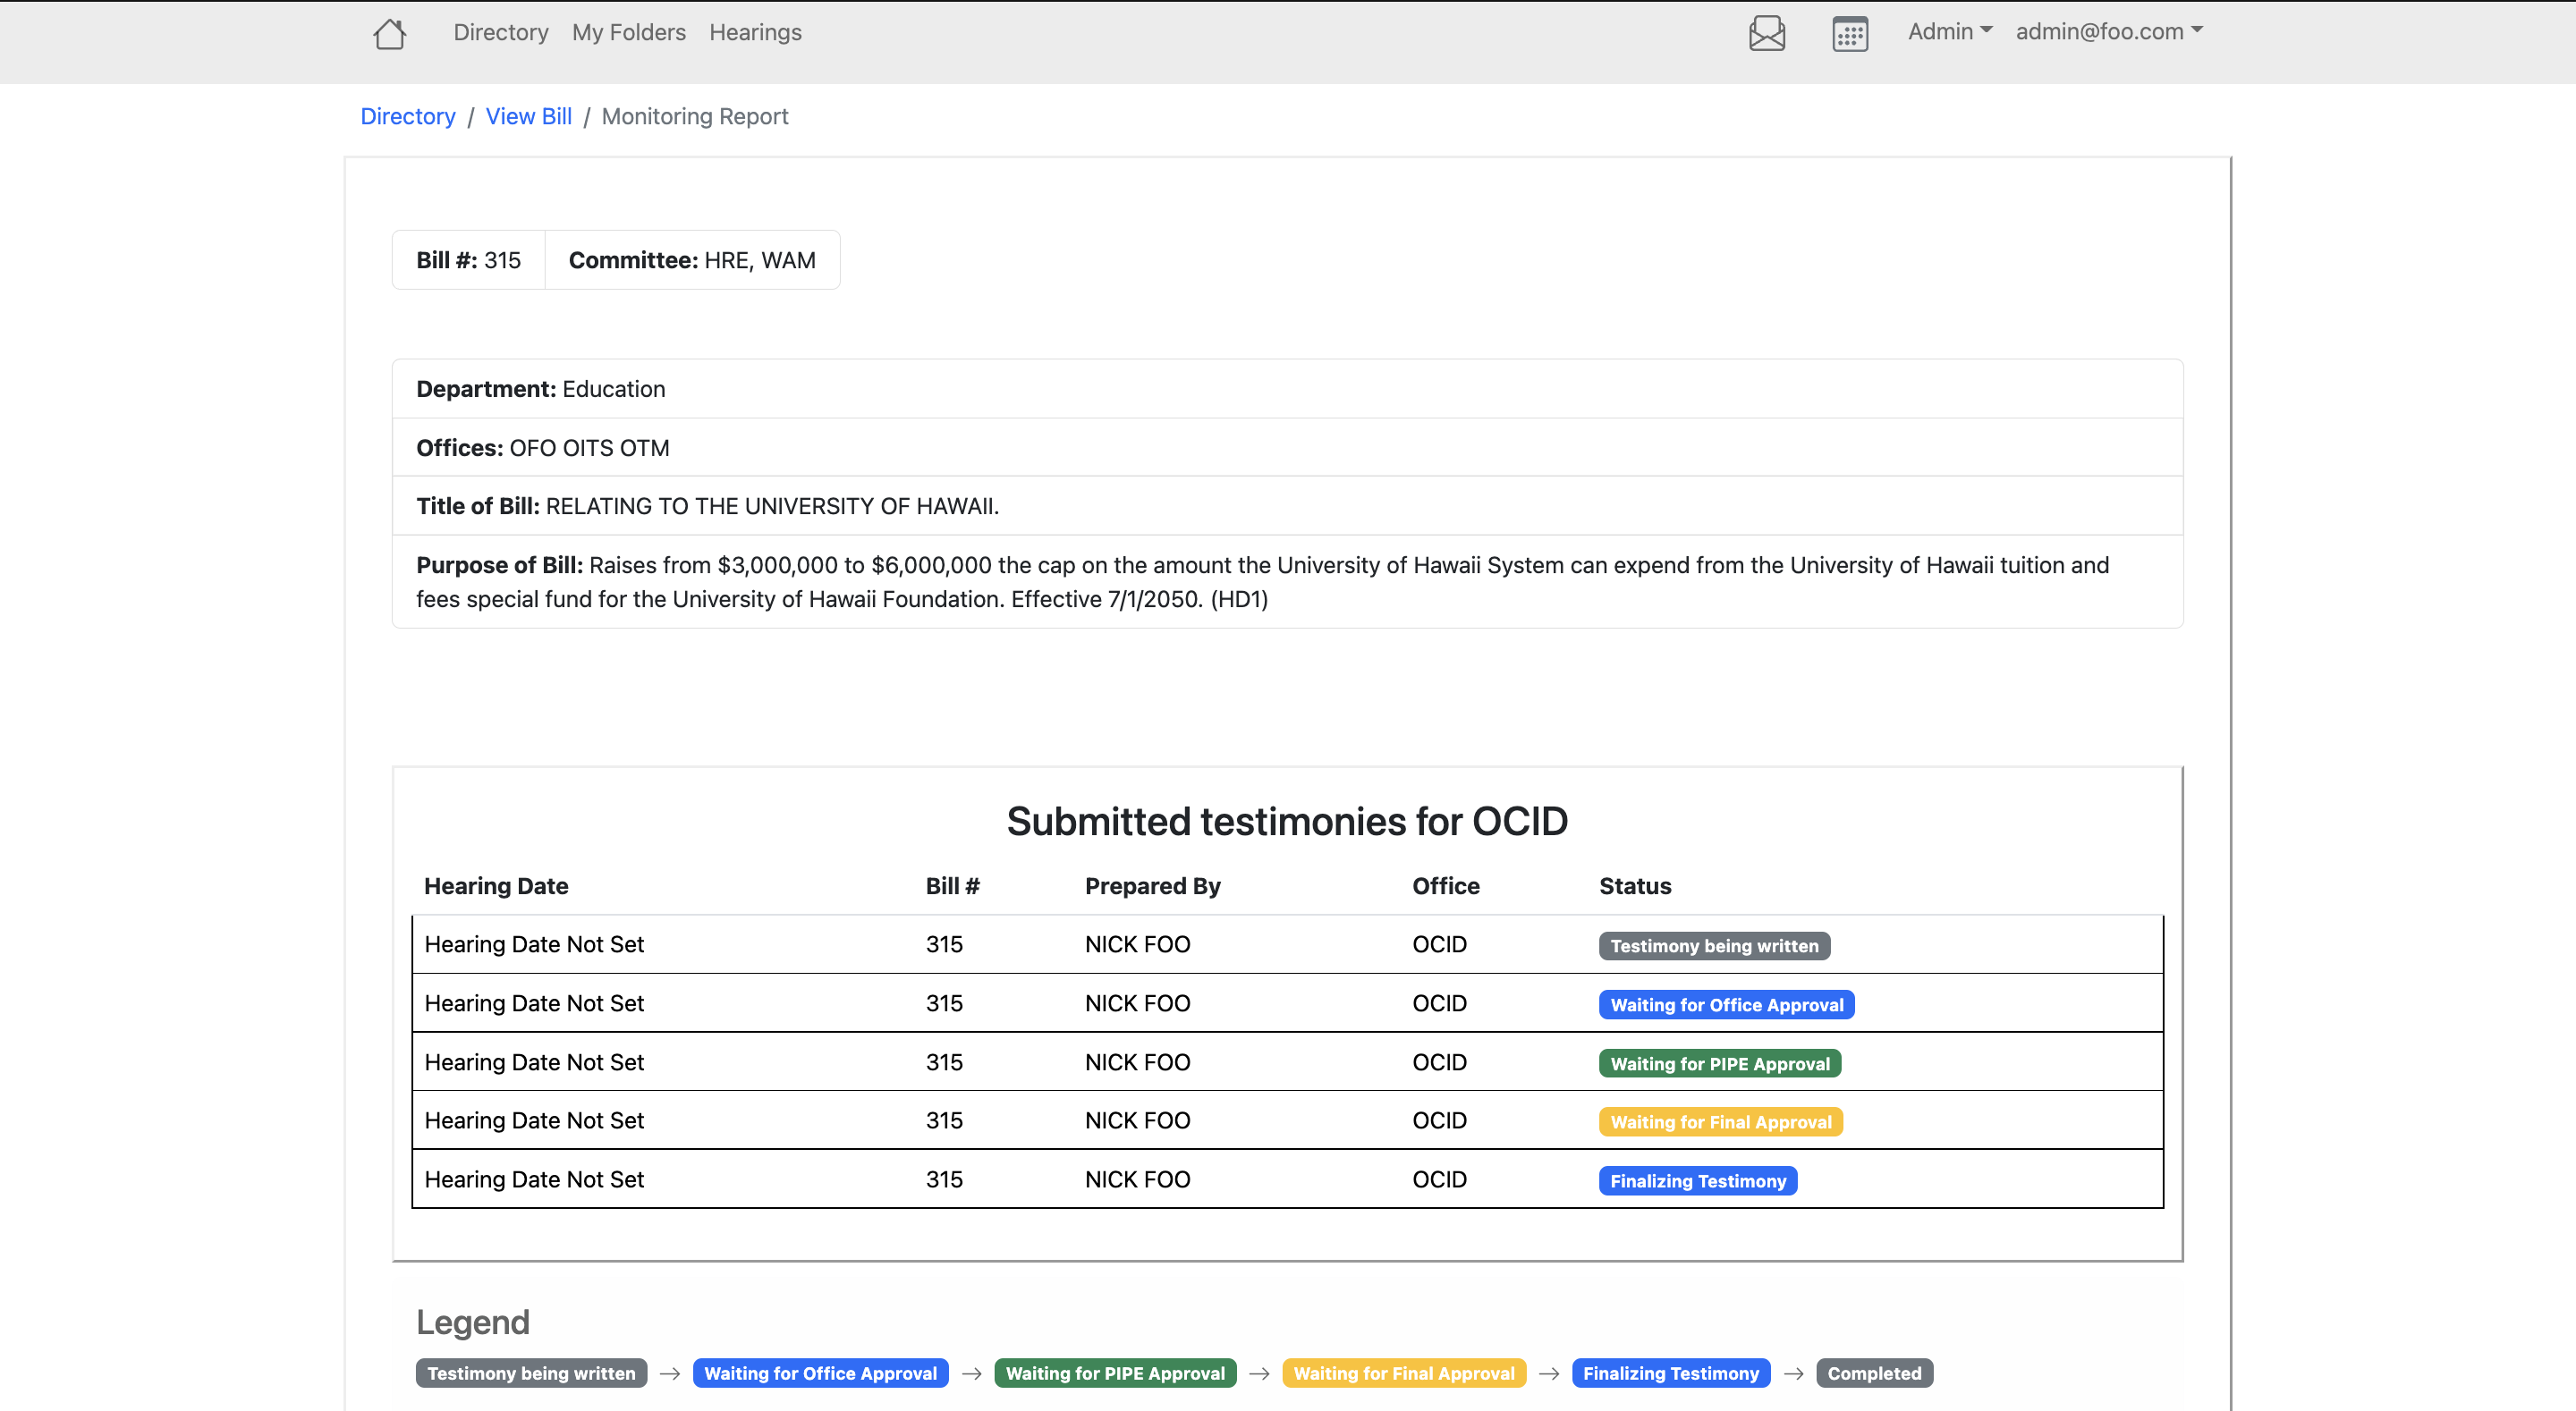 Directory My Folders Hearings Admin admin@foo.com
Directory / View Bill / Monitoring Report
Bill #: 315 Committee: HRE, WAM
Department: Education
Offices: OFO OITS OTM
Title of Bill: RELATING TO THE UNIVERSITY OF HAWAII.
Purpose of Bill: Raises from $3,000,000 to $6,000,000 the cap on the amount the University of Hawaii System can expend from the University of Hawaii tuition and
fees special fund for the University of Hawaii Foundation. Effective 7/1/2050. (HD1)
Submitted testimonies for OCID
Hearing Date Bill # Prepared By Office Status
Hearing Date Not Set 315 NICK FOO OCID Testimony being written
Hearing Date Not Set 315 NICK FOO OCID Waiting for Office Approval
Hearing Date Not Set 315 NICK FOO OCID Waiting for PIPE Approval
Hearing Date Not Set 315 NICK FOO OCID Waiting for Final Approval
Hearing Date Not Set 315 NICK FOO OCID Finalizing Testimony
Legend
Testimony being written → Waiting for Office Approval → Waiting for PIPE Approval → Waiting for Final Approval → Finalizing Testimony → Completed